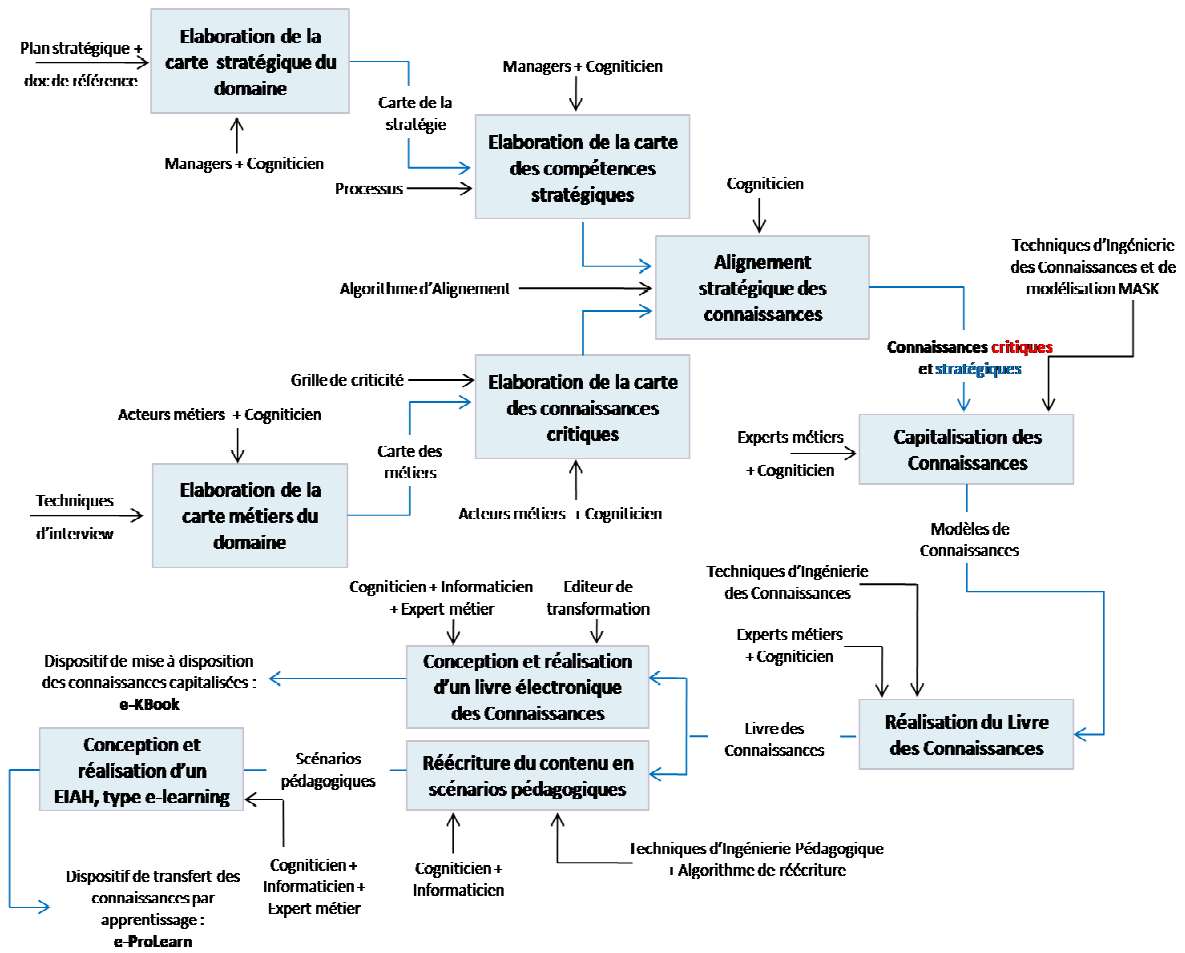 Elaboration de la
carte stratégique du
domaine
Plan stratégique +
doc de référence
Managers + Cogniticien
Carte de la
stratégie
Managers + Cogniticien
Elaboration de la carte
des compétences
stratégiques
Processus
Cogniticien
Alignement
stratégique des
connaissances
Algorithme d'Alignement
Techniques d'Ingénierie
des Connaissances et de
modélisation MASK
Connaissances critiques
et stratégiques
Grille de criticité
Elaboration de la carte
des connaissances
critiques
Acteurs métiers + Cogniticien
Carte des
métiers
Acteurs métiers + Cogniticien
Elaboration de la
carte métiers du
domaine
Techniques
d'interview
Experts métiers
+ Cogniticien
Capitalisation des
Connaissances
Modèles de
Connaissances
Techniques d'Ingénierie
des Connaissances
Experts métiers
+ Cogniticien
Réalisation du Livre
des Connaissances
Livre des
Connaissances
Cogniticien + Informaticien
+ Expert métier
Editeur de
transformation
Conception et réalisation
d'un livre électronique
des Connaissances
Dispositif de mise à disposition
des connaissances capitalisées :
e-KBook
Réécriture du contenu en
scénarios pédagogiques
Scénarios
pédagogiques
Conception et
réalisation d'un
EIAH, type e-learning
Cogniticien +
Informaticien
Techniques d'Ingénierie Pédagogique
+ Algorithme de réécriture
Cogniticien +
Informaticien +
Expert métier
Dispositif de transfert des
connaissances par
apprentissage :
e-ProLearn